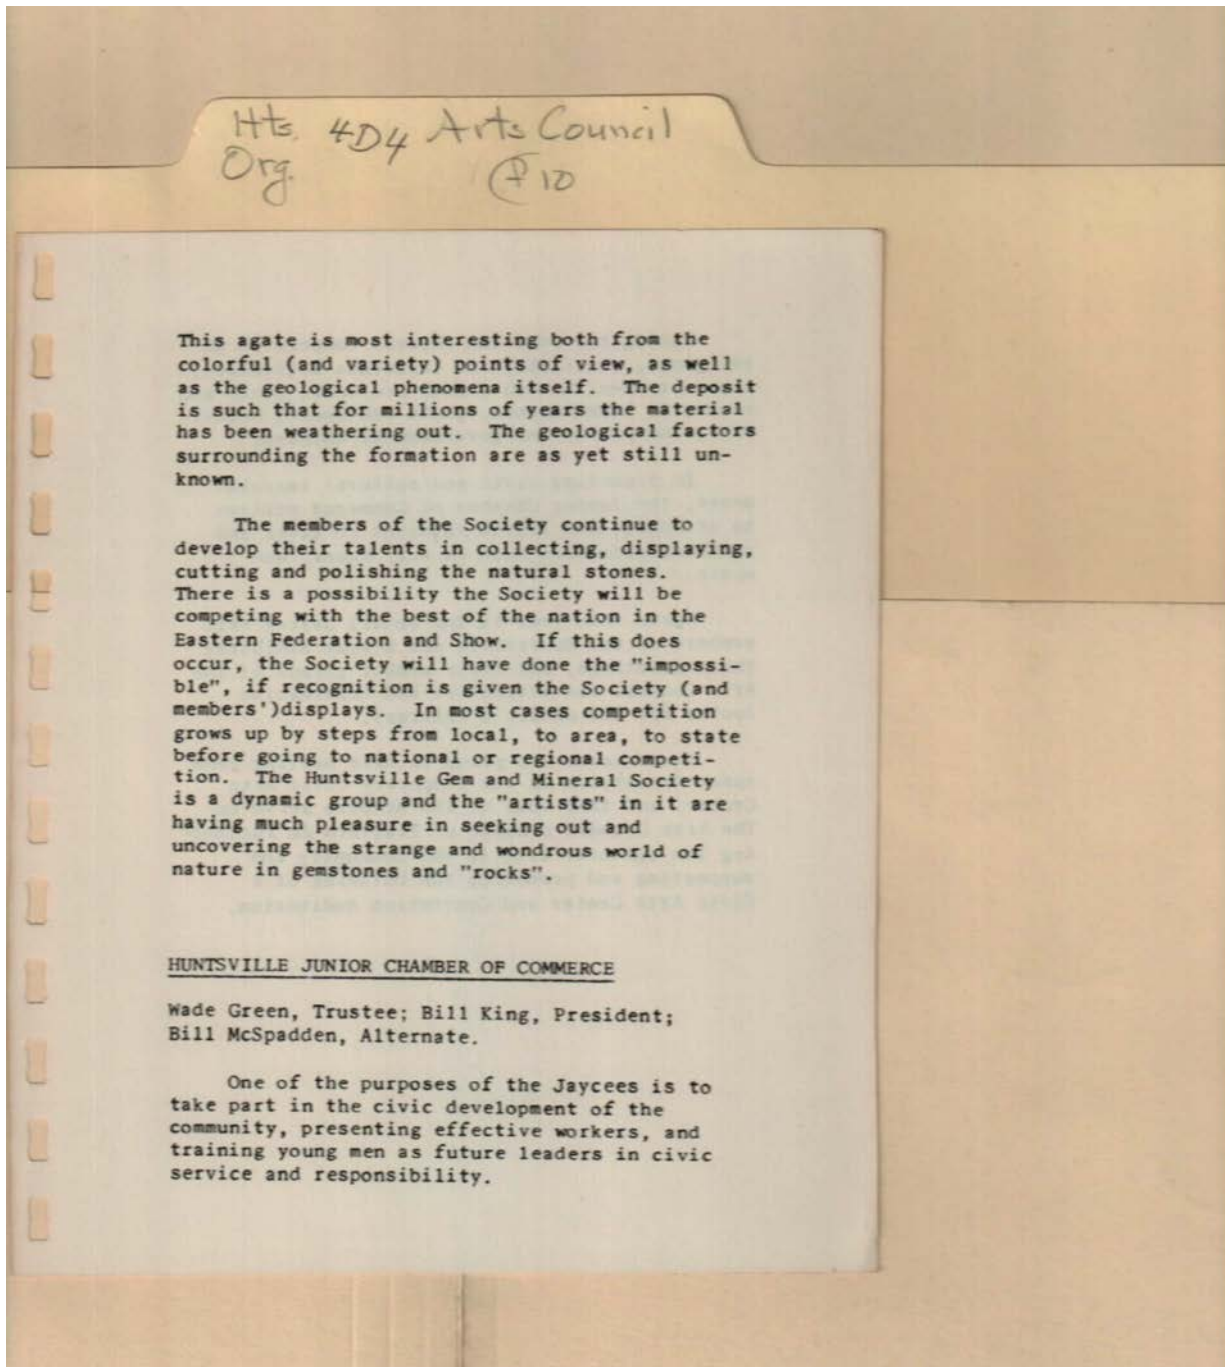 Hts. 4D4 Arts Council
Org. 10
This agate is most interesting both from the
colorful (and variety) points of view, as well
as the geological phenomena itself. The deposit
is such that for millions of years the material
has been weathering out. The geological factors
surrounding the formation are as yet still un-
known.
The members of the Society continue to
develop their talents in collecting, displaying,
cutting and polishing the natural stones.
There is a possibility the Society will be
competing with the best of the nation in the
Eastern Federation and Show. If this does
occur, the Society will have done the "impossi-
ble", if recognition is given the Society (and
members')displays. In most cases competition
grows up by steps from local, to area, to state
before going to national or regional competi-
tion. The Huntsville Gem and Mineral Society
is a dynamic group and the "artists" in it are
having much pleasure in seeking out and
uncovering the strange and wondrous world of
nature in gemstones and "rocks".
HUNTSVILLE JUNIOR CHAMBER OF COMMERCE
Wade Green, Trustee; Bill King, President;
Bill McSpadden, Alternate.
One of the purposes of the Jaycees is to
take part in the civic development of the
community, presenting effective workers, and
training young men as future leaders in civic
service and responsibility.